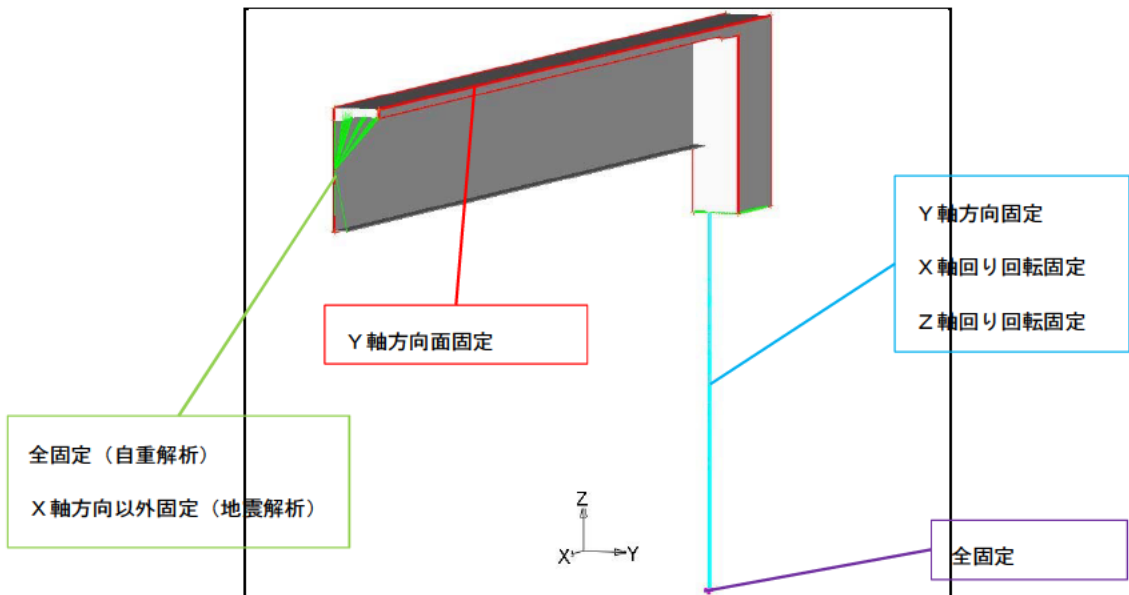 Y軸方向固定
X軸回り回転固定
Z軸回り回転固定
Y軸方向面固定
全固定（自重解析）
X軸方向以外固定（地震解析）
Z
X
Y
全固定